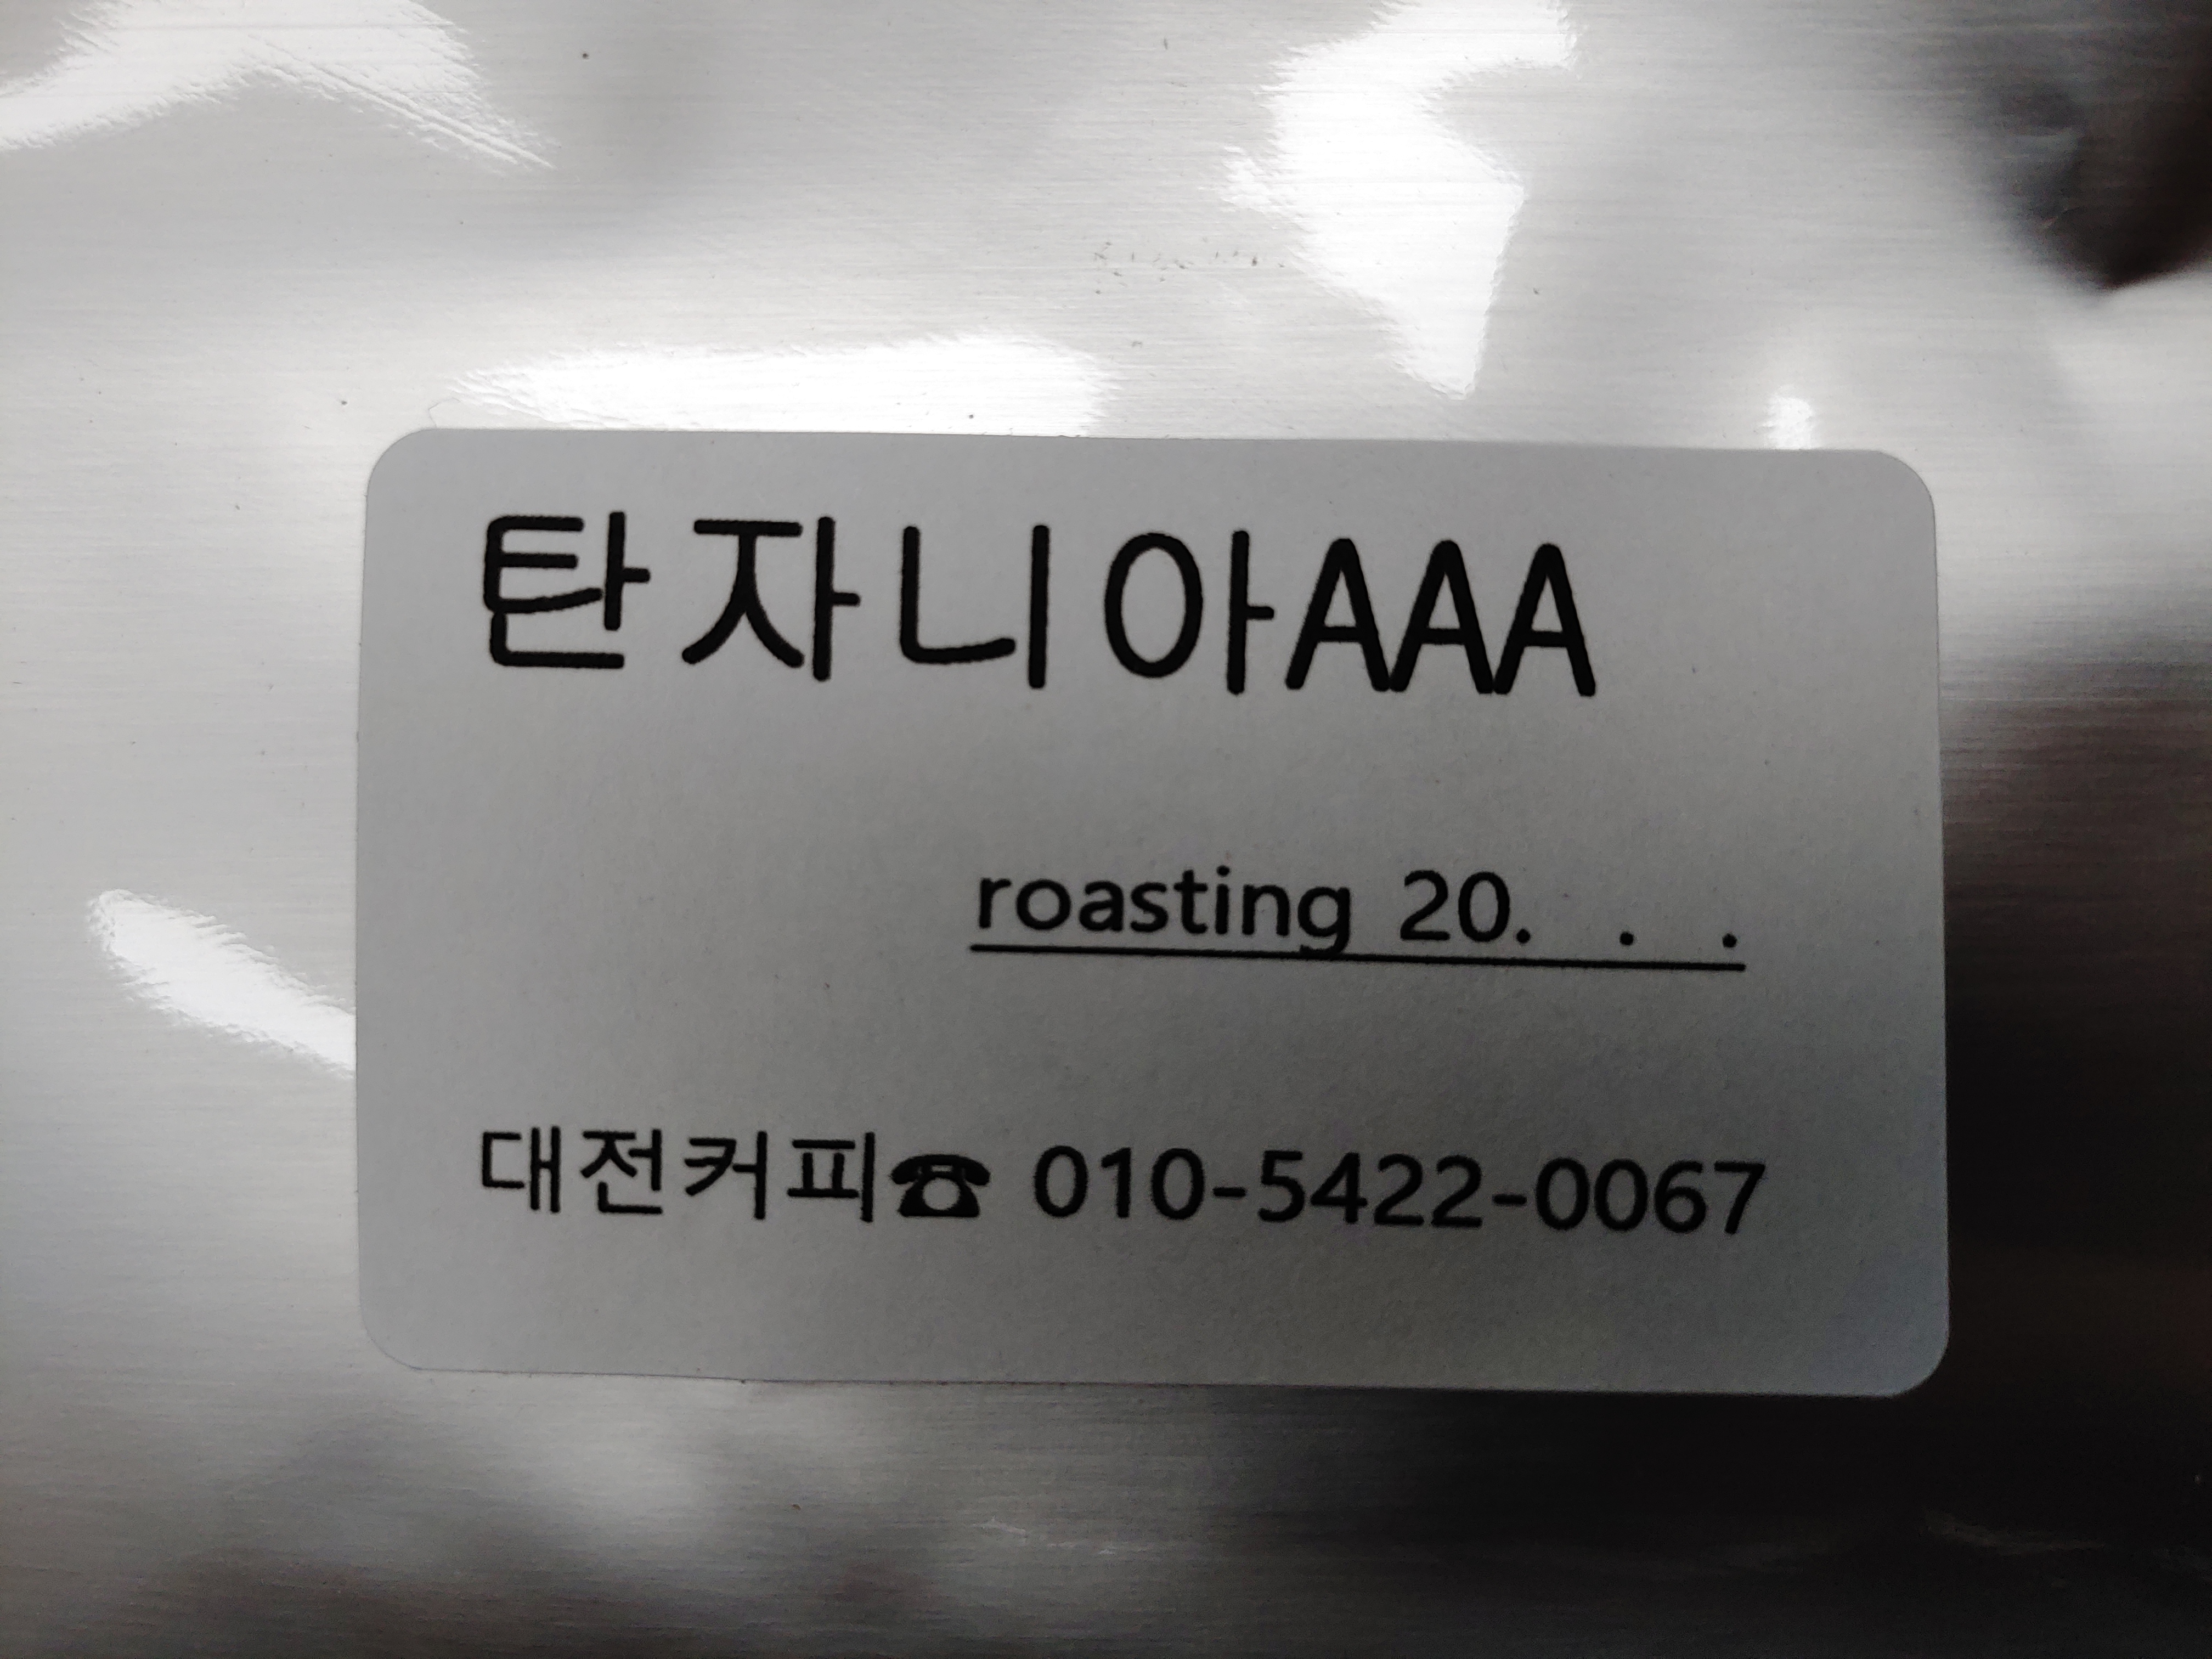 탄자니아AAA
roasting 20. . .
대전커피☎ 010-5422-0067